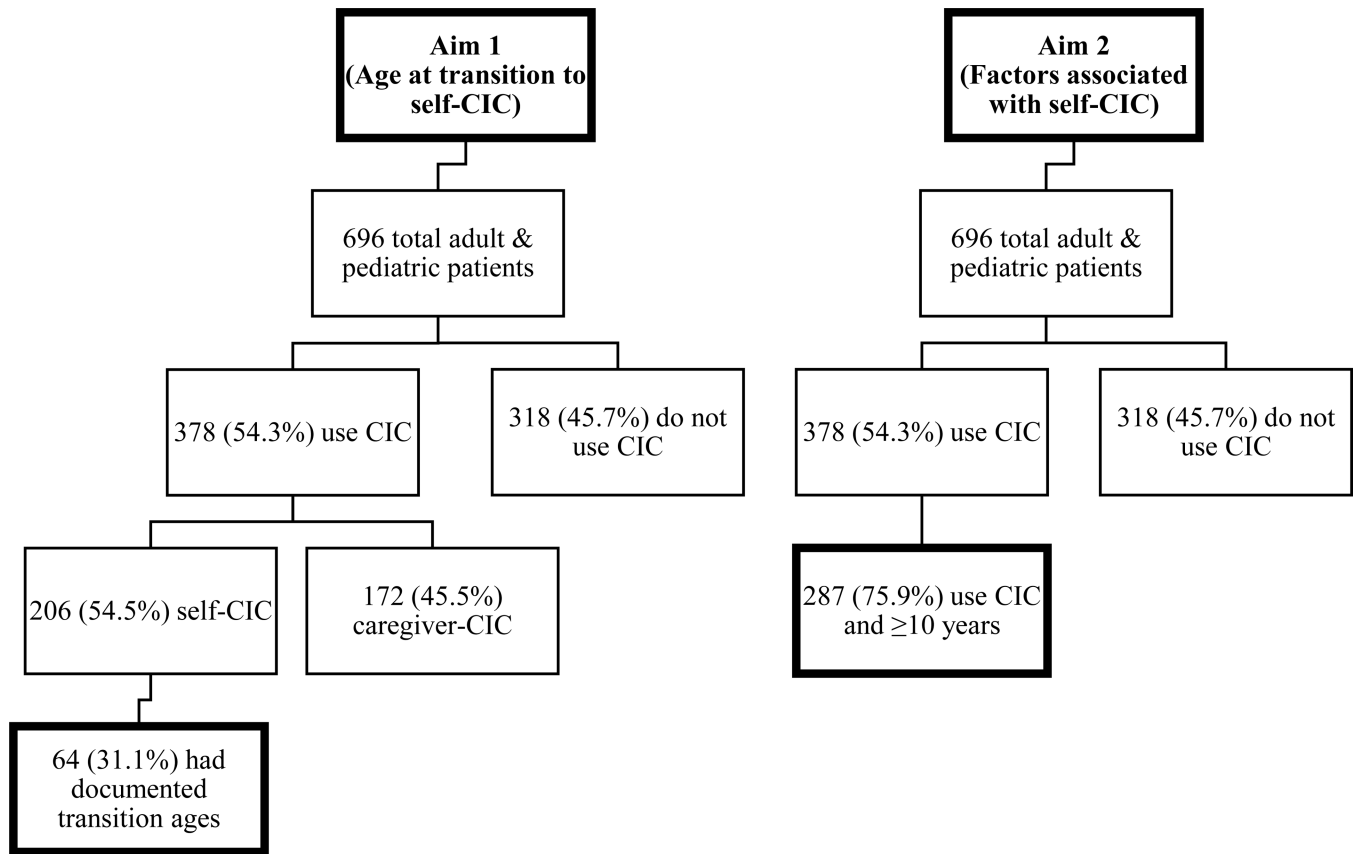 Aim 1
(Age at transition to
self-CIC)
696 total adult &
pediatric patients
378 (54.3%) use CIC
318 (45.7%) do not
use CIC
206 (54.5%) self-CIC
172 (45.5%)
caregiver-CIC
64 (31.1%) had
documented
transition ages
Aim 2
(Factors associated
with self-CIC)
696 total adult &
pediatric patients
378 (54.3%) use CIC
318 (45.7%) do not
use CIC
287 (75.9%) use CIC
and ≥10 years